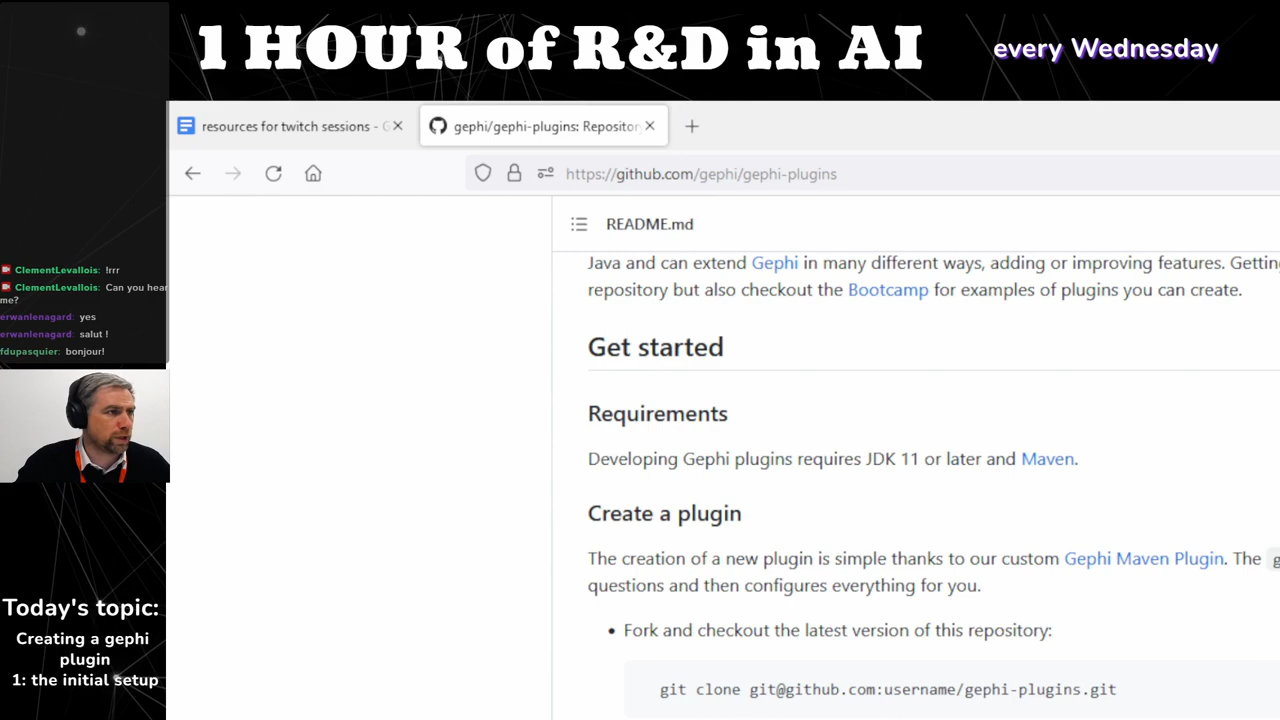 1 HOUR of R&D in AI
every Wednesday
resources for twitch sessions - G
gephi/gephi-plugins: Repositor
https://github.com/gephi/gephi-plugins
README.md
Java and can extend Gephi in many different ways, adding or improving features. Getting
repository but also checkout the Bootcamp for examples of plugins you can create.
Get started
Requirements
Developing Gephi plugins requires JDK 11 or later and Maven.
Create a plugin
The creation of a new plugin is simple thanks to our custom Gephi Maven Plugin. The g
questions and then configures everything for you.
• Fork and checkout the latest version of this repository:
git clone git@github.com:username/gephi-plugins.git
ClementLevallois: !rrr
ClementLevallois: Can you hear
me?
erwanlenagard: yes
erwanlenagard: salut !
fdupasquier: bonjour!
Today's topic:
Creating a gephi
plugin
1: the initial setup